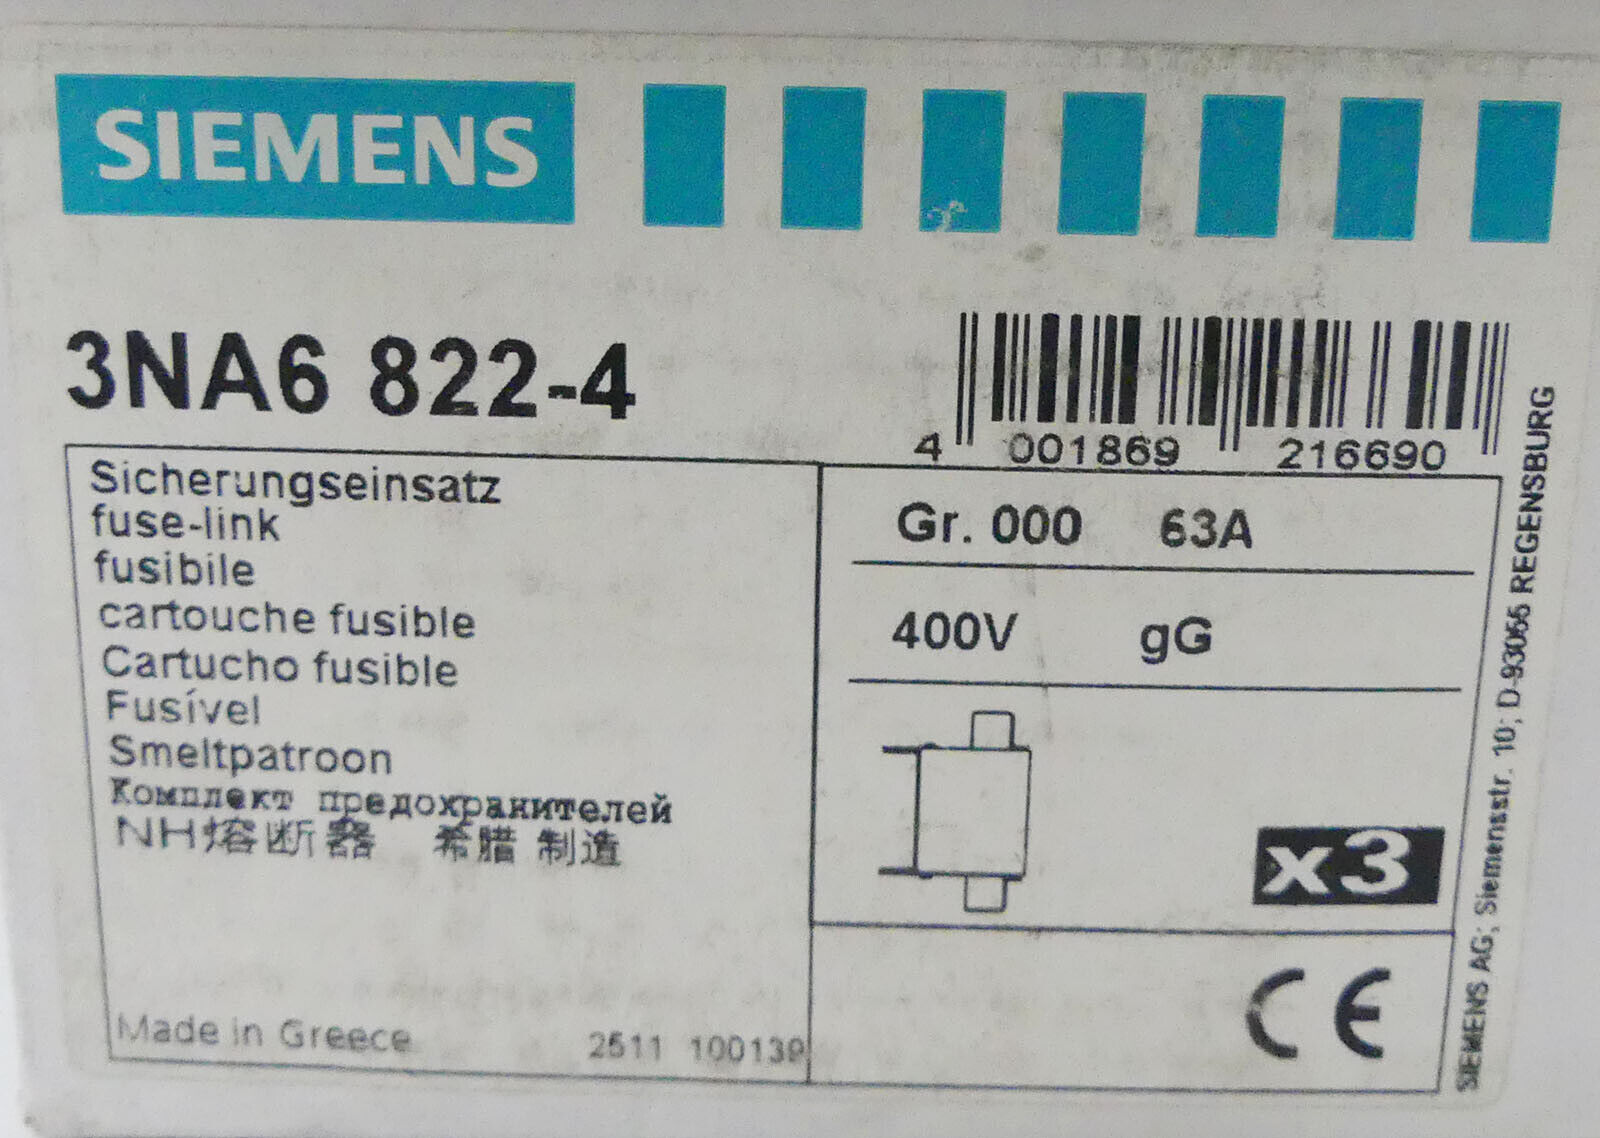 SIEMENS
3NA6 822-4
4 001869 216690
Sicherungseinsatz
fuse-link
fusibile
cartouche fusible
Cartucho fusible
Fusível
Smeltpatroon
Комплект предохранителей
NH熔断器 希腊 制造
Made in Greece
2511 100139
Gr. 000 63A
400V gG
x3
CE
SIEMENS AG; Siemensstr. 10; D-93055 REGENSBURG